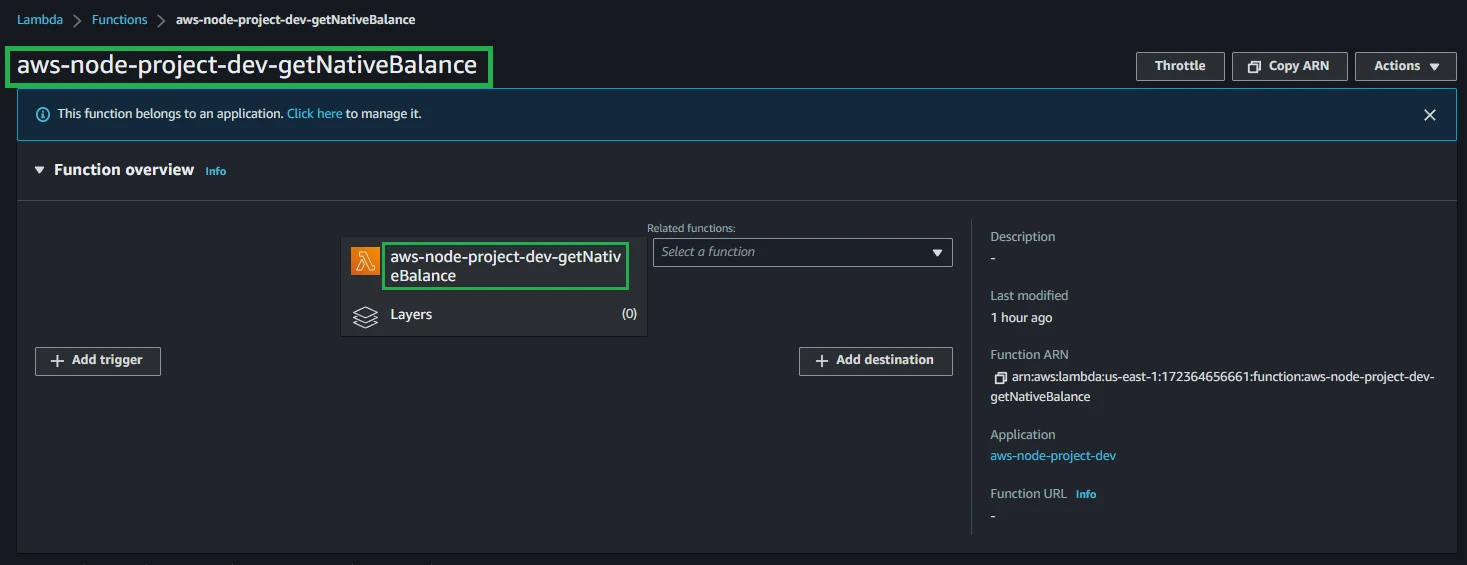 Lambda > Functions > aws-node-project-dev-getNativeBalance
aws-node-project-dev-getNativeBalance
Throttle
Copy ARN
Actions
This function belongs to an application. Click here to manage it.
Function overview Info
aws-node-project-dev-getNativ
eBalance
Layers (0)
Related functions:
Select a function
Add trigger
Add destination
Description
-
Last modified
1 hour ago
Function ARN
arn:aws:lambda:us-east-1:172364656661:function:aws-node-project-dev-
getNativeBalance
Application
aws-node-project-dev
Function URL Info
-